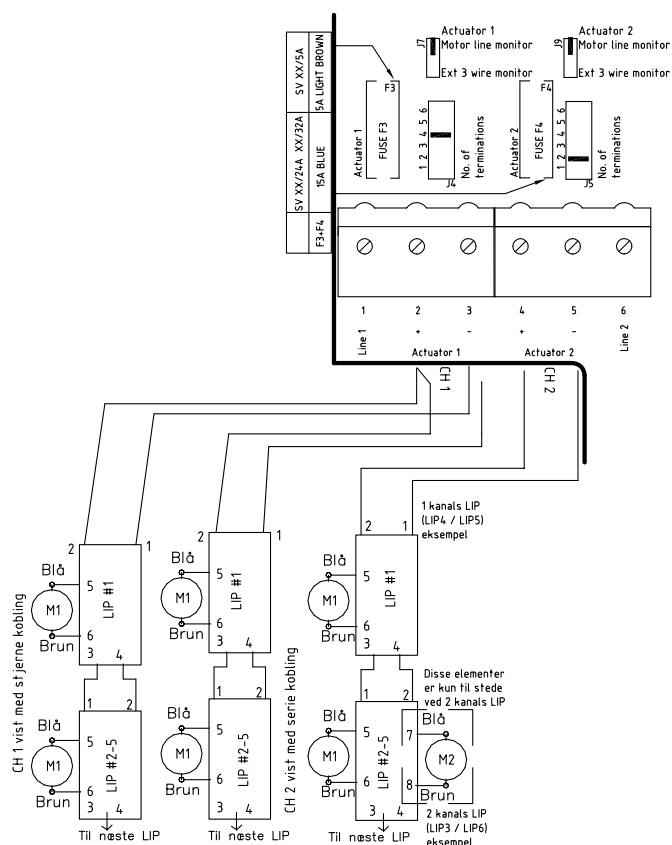 Actuator 1
Motor line monitor
J7
Ext 3 wire monitor
Actuator 2
Motor line monitor
J9
Ext 3 wire monitor
SV XX/5A
5A LIGHT BROWN
SV XX/24A XX/32A
15A BLUE
F3+F4
Actuator 1
FUSE F3
F3
1 2 3 4 5 6
J4
No. of
terminations
Actuator 2
FUSE F4
F4
1 2 3 4 5 6
J5
No. of
terminations
1 2 3 4 5 6
Line 1 + - + - Line 2
Actuator 1 Actuator 2
CH 1 CH 2
1 kanals LIP
(LIP4 / LIP5)
eksempel
CH 1 vist med stjerne kobling
2 1
Blå
5
M1
LIP #1
6
Brun
3 4
1 2
Blå
5
M1
LIP #2-5
6
Brun
3 4
Til næste LIP
CH 2 vist med serie kobling
2 1
Blå
5
M1
LIP #1
6
Brun
3 4
1 2
Blå
5
M1
LIP #2-5
6
Brun
3 4
Til næste LIP
2 1
Blå
5
M1
LIP #1
6
Brun
3 4
Disse elementer
er kun til stede
ved 2 kanals LIP
1 2
Blå
5
M1
LIP #2-5
6
Brun
3 4
Blå
7
M2
8
Brun
Til næste LIP
2 kanals LIP
(LIP3 / LIP6)
eksempel